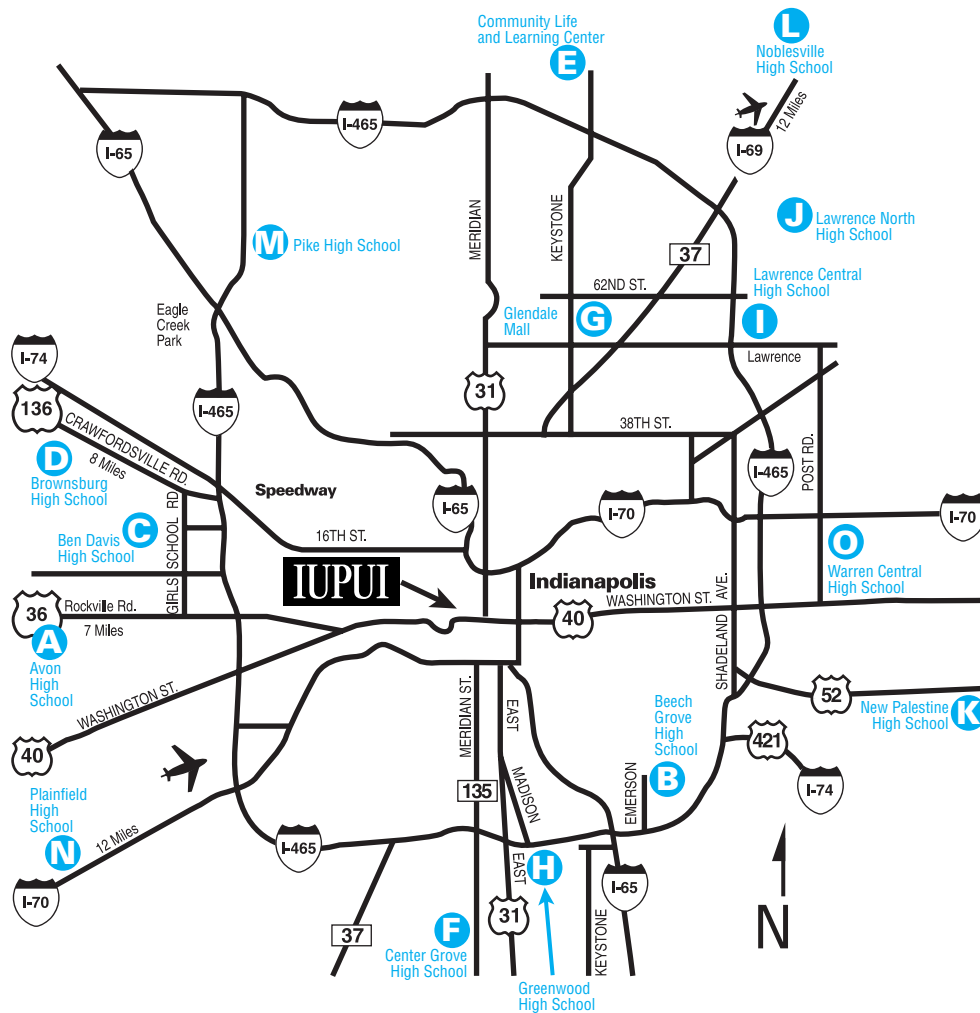 Community Life
and Learning Center
E
L
Noblesville
High School
12 Miles
I-465
I-65
I-69
MERIDIAN
KEYSTONE
J
Lawrence North
High School
M
Pike High School
37
62ND ST.
Lawrence Central
High School
Eagle
Creek
Park
Glendale
Mall
G
I
Lawrence
I-74
136
31
I-465
CRAWFORDSVILLE RD.
8 Miles
38TH ST.
D
Brownsburg
High School
Speedway
I-65
I-70
I-465
POST RD.
I-70
Ben Davis
High School
C
GIRLS SCHOOL RD
16TH ST.
O
Warren Central
High School
IUPUI
Indianapolis
WASHINGTON ST.
40
36
Rockville Rd.
7 Miles
A
Avon
High
School
SHADELAND AVE.
WASHINGTON ST.
40
MERIDIAN ST.
EAST
Beech
Grove
High
School
B
52
New Palestine
High School
K
421
I-74
135
MADISON
EMERSON
Plainfield
High
School
N
12 Miles
I-70
I-465
EAST
H
I-65
37
F
Center Grove
High School
31
KEYSTONE
Greenwood
High School
N